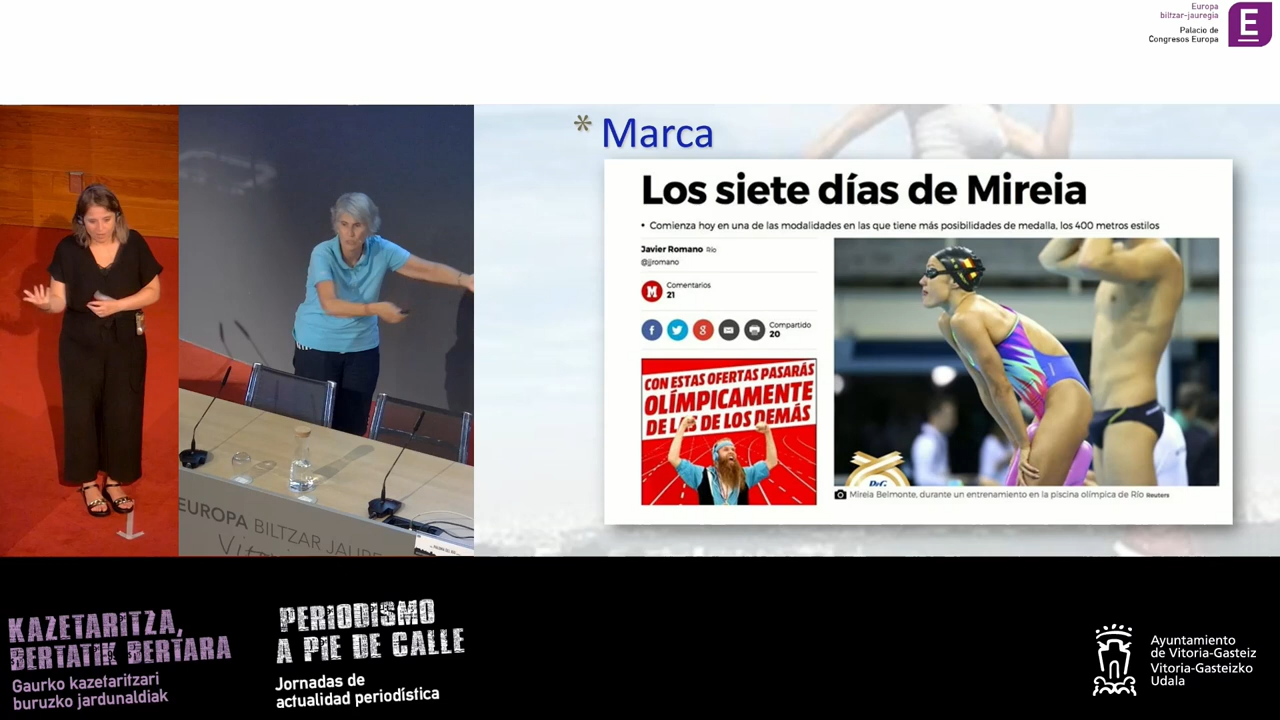 Europa
biltzar-jauregia
Palacio de
Congresos Europa
E
* Marca
Los siete días de Mireia
• Comienza hoy en una de las modalidades en las que tiene más posibilidades de medalla, los 400 metros estilos
Javier Romano Río
@jjromano
M
Comentarios
21
f
g
Compartido
20
CON ESTAS OFERTAS PASARÁS
OLÍMPICAMENTE
DE LAS DE LOS DEMÁS
Mireia Belmonte, durante un entrenamiento en la piscina olímpica de Río Reuters
EUROPA BILTZAR JAURE
KAZETARITZA,
BERTATIK BERTARA
Gaurko kazetaritzari
buruzko jardunaldiak
PERIODISMO
A PIE DE CALLE
Jornadas de
actualidad periodística
Ayuntamiento
de Vitoria-Gasteiz
Vitoria-Gasteizko
Udala